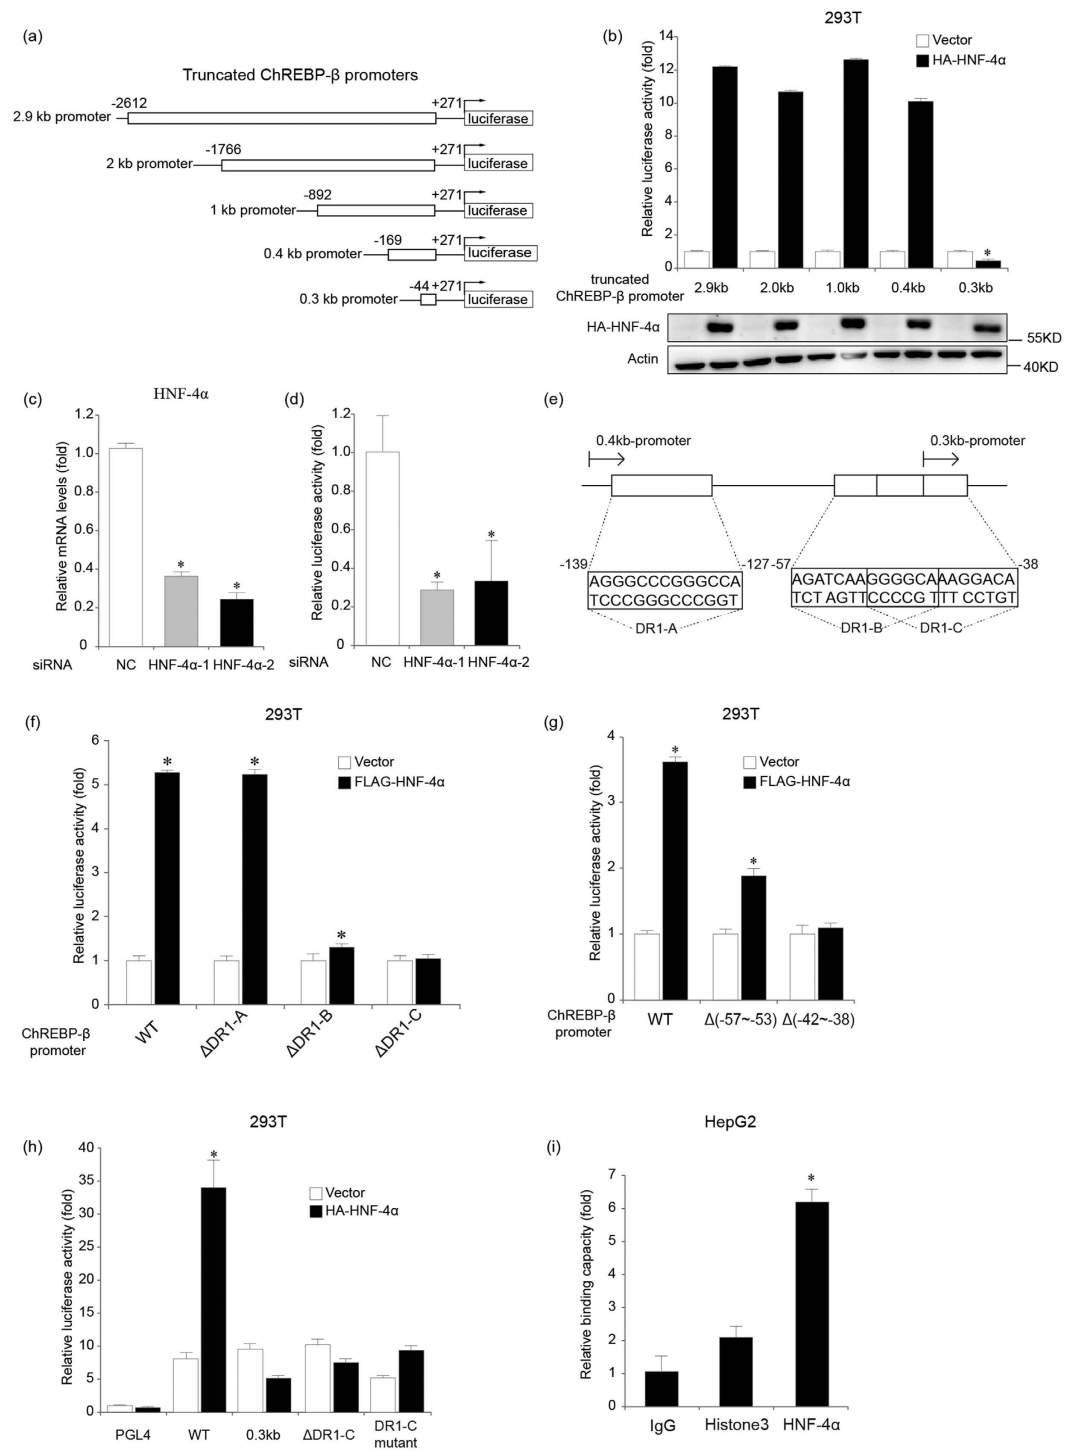 (a)
Truncated ChREBP-β promoters
-2612 +271
2.9 kb promoter luciferase
-1766 +271
2 kb promoter luciferase
-892 +271
1 kb promoter luciferase
-169 +271
0.4 kb promoter luciferase
-44 +271
0.3 kb promoter luciferase
(b)
293T
Relative luciferase activity (fold)
14
12
10
8
6
4
2
0
Vector
HA-HNF-4α
*
truncated
ChREBP-β promoter
2.9kb 2.0kb 1.0kb 0.4kb 0.3kb
HA-HNF-4α
55KD
Actin
40KD
(c)
HNF-4α
Relative mRNA levels (fold)
1.2
1.0
0.8
0.6
0.4
0.2
0
* *
siRNA NC HNF-4α-1 HNF-4α-2
(d)
Relative luciferase activity (fold)
1.2
1.0
0.8
0.6
0.4
0.2
0
* *
siRNA NC HNF-4α-1 HNF-4α-2
(e)
0.4kb-promoter 0.3kb-promoter
-139 -127 -57 -38
AGGGCCCGGGCCA AGATCAAGGGGCAAAGGACA
TCCCGGGCCCGGT TCTAGTTCCCCGTTTCCTGT
DR1-A DR1-B DR1-C
(f)
293T
Relative luciferase activity (fold)
6
5
4
3
2
1
0
Vector
FLAG-HNF-4α
* * *
ChREBP-β
promoter
WT ΔDR1-A ΔDR1-B ΔDR1-C
(g)
293T
Relative luciferase activity (fold)
4
3
2
1
0
Vector
FLAG-HNF-4α
* *
ChREBP-β
promoter
WT Δ(-57~-53) Δ(-42~-38)
(h)
293T
Relative luciferase activity (fold)
40
35
30
25
20
15
10
5
0
Vector
HA-HNF-4α
*
PGL4 WT 0.3kb ΔDR1-C DR1-C
mutant
(i)
HepG2
Relative binding capacity (fold)
7
6
5
4
3
2
1
0
*
IgG Histone3 HNF-4α